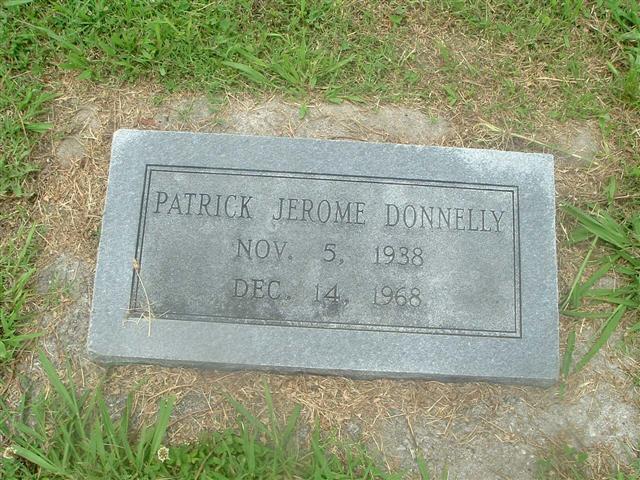 PATRICK JEROME DONNELLY
NOV. 5, 1938
DEC. 14, 1968